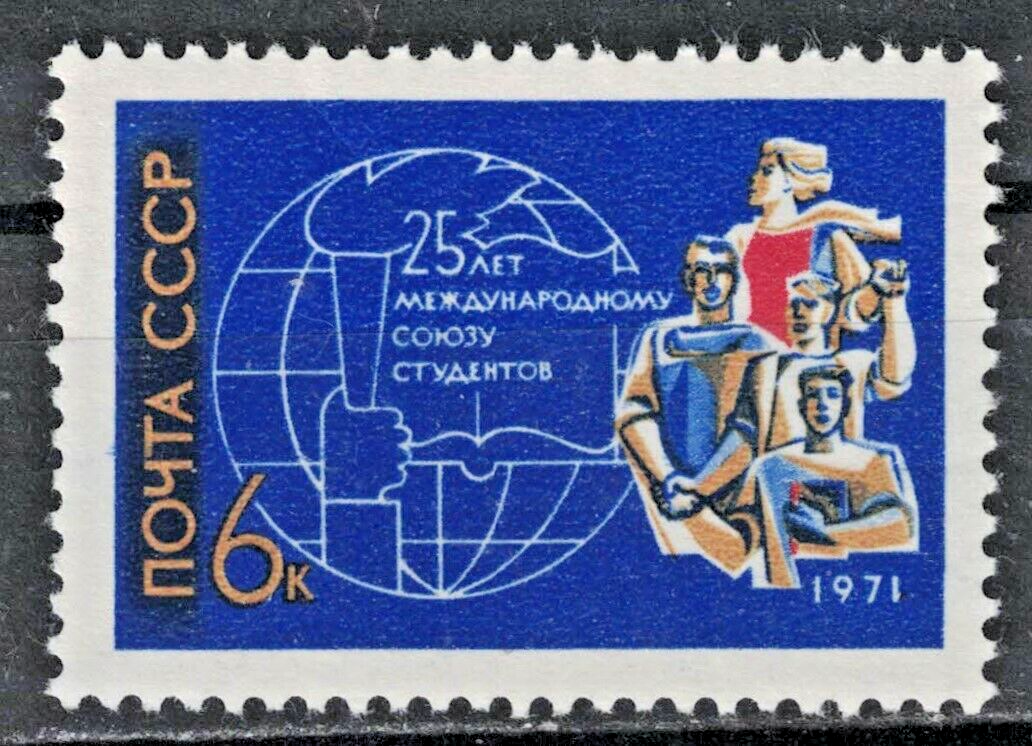 ПОЧТА СССР
6К
25 ЛЕТ
МЕЖДУНАРОДНОМУ
СОЮЗУ
СТУДЕНТОВ
1971